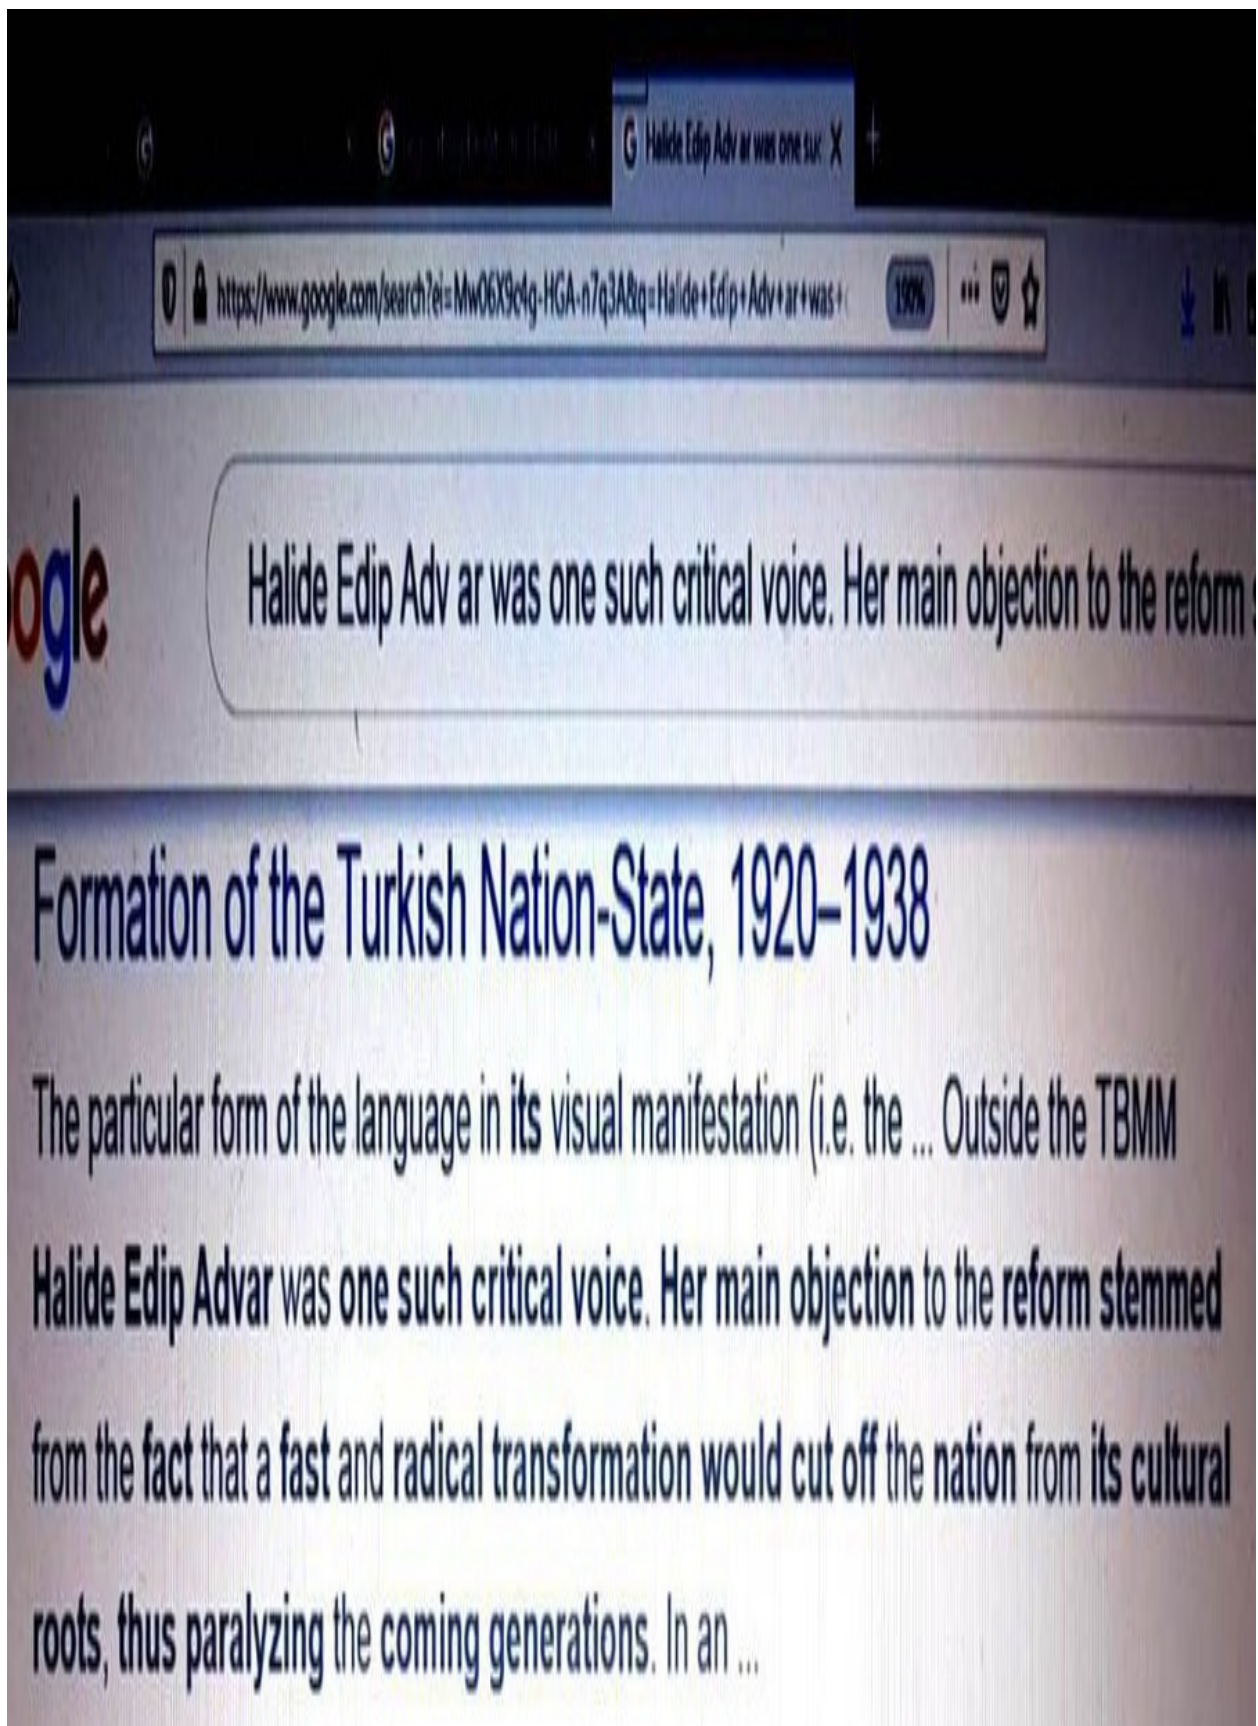 Halide Edip Adv ar was one suc
https://www.google.com/search?ei=Mw06X9c4g-HGA-n7q3A&q=Halide+Edip+Adv+ar+was+
190%
ogle
Halide Edip Adv ar was one such critical voice. Her main objection to the reform
Formation of the Turkish Nation-State, 1920–1938
The particular form of the language in its visual manifestation (i.e. the ... Outside the TBMM
Halide Edip Advar was one such critical voice. Her main objection to the reform stemmed
from the fact that a fast and radical transformation would cut off the nation from its cultural
roots, thus paralyzing the coming generations. In an ...